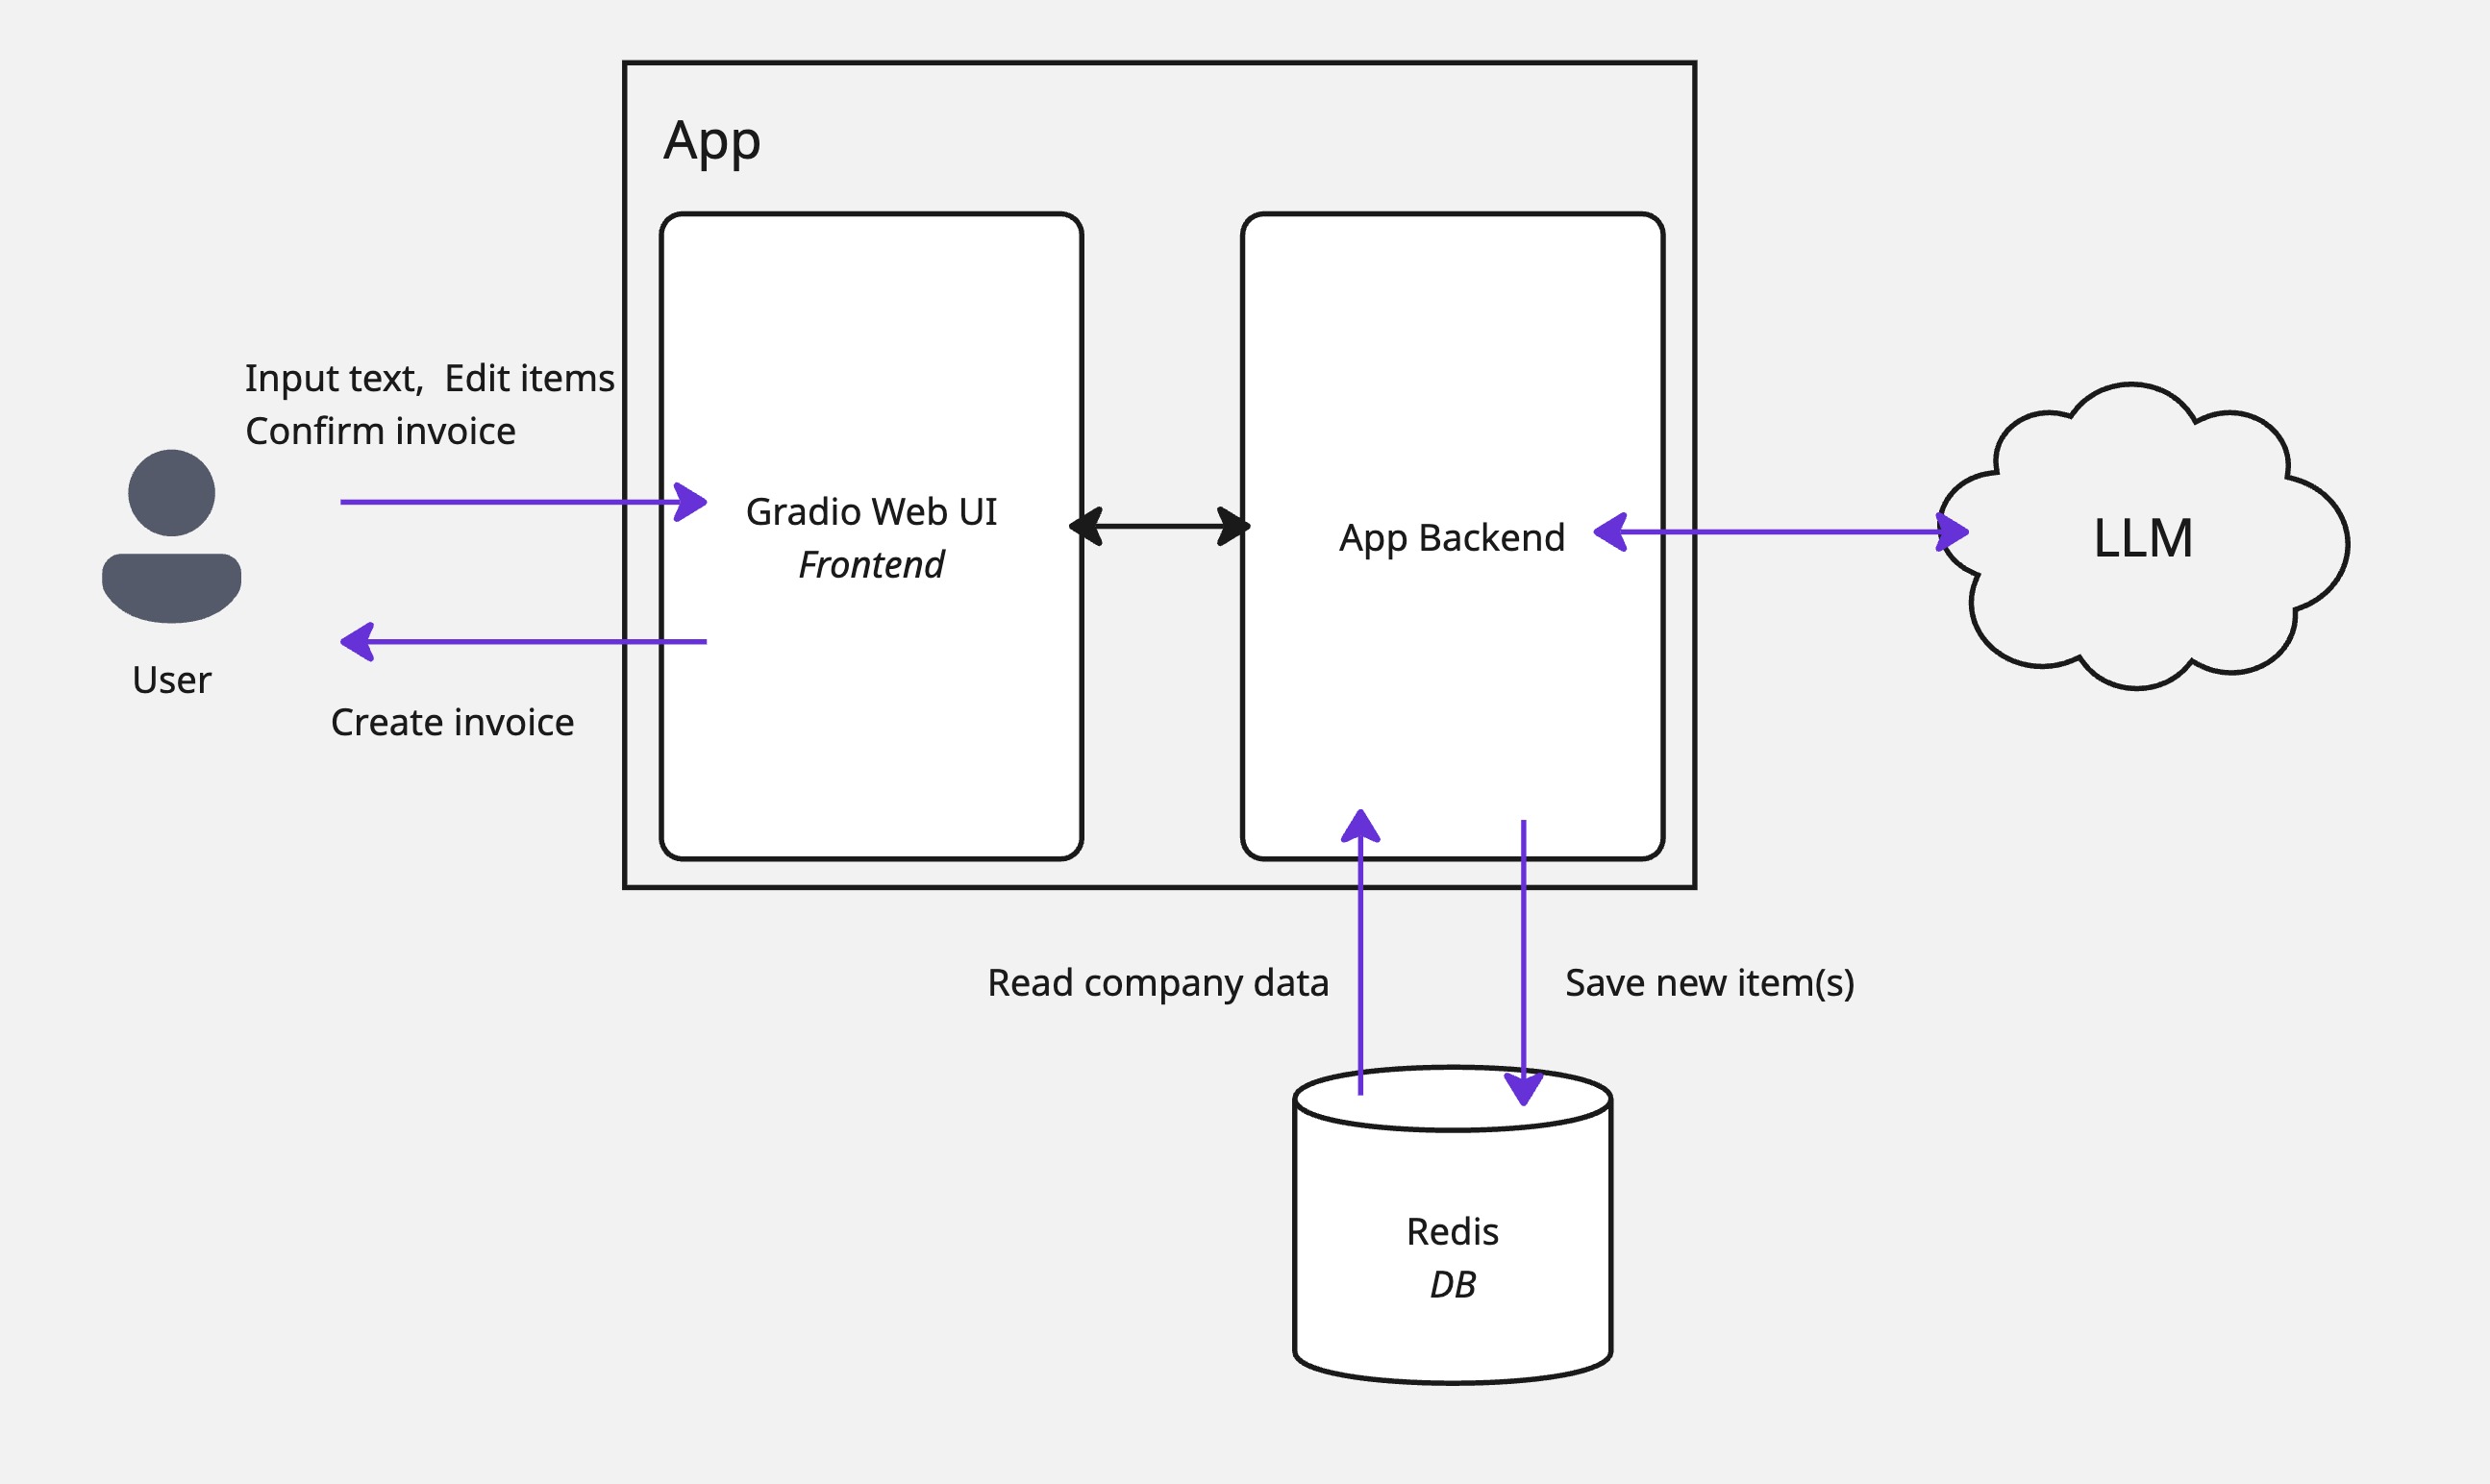 App
Input text,  Edit items
Confirm invoice
Gradio Web UI
Frontend
App Backend
LLM
User
Create invoice
Read company data
Save new item(s)
Redis
DB